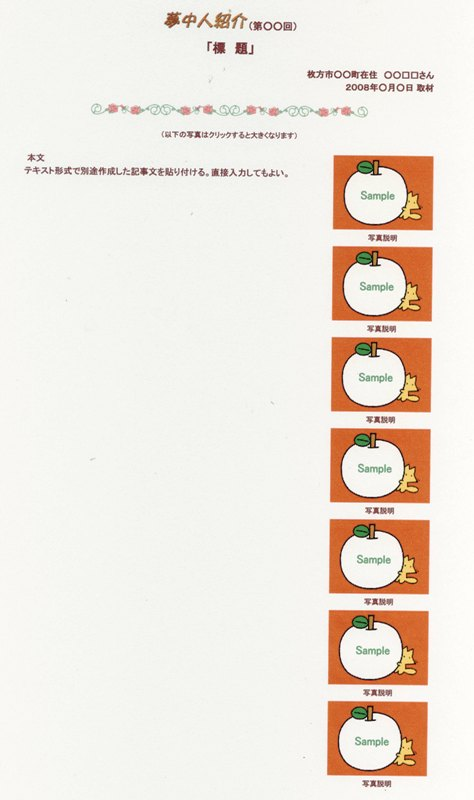 夢中人紹介(第〇〇回)
「標　題」
枚方市〇〇町在住　〇〇□□さん
２００８年〇月〇日 取材
(以下の写真はクリックすると大きくなります)
本文
テキスト形式で別途作成した記事文を貼り付ける。直接入力してもよい。
Sample
写真説明
Sample
写真説明
Sample
写真説明
Sample
写真説明
Sample
写真説明
Sample
写真説明
Sample
写真説明